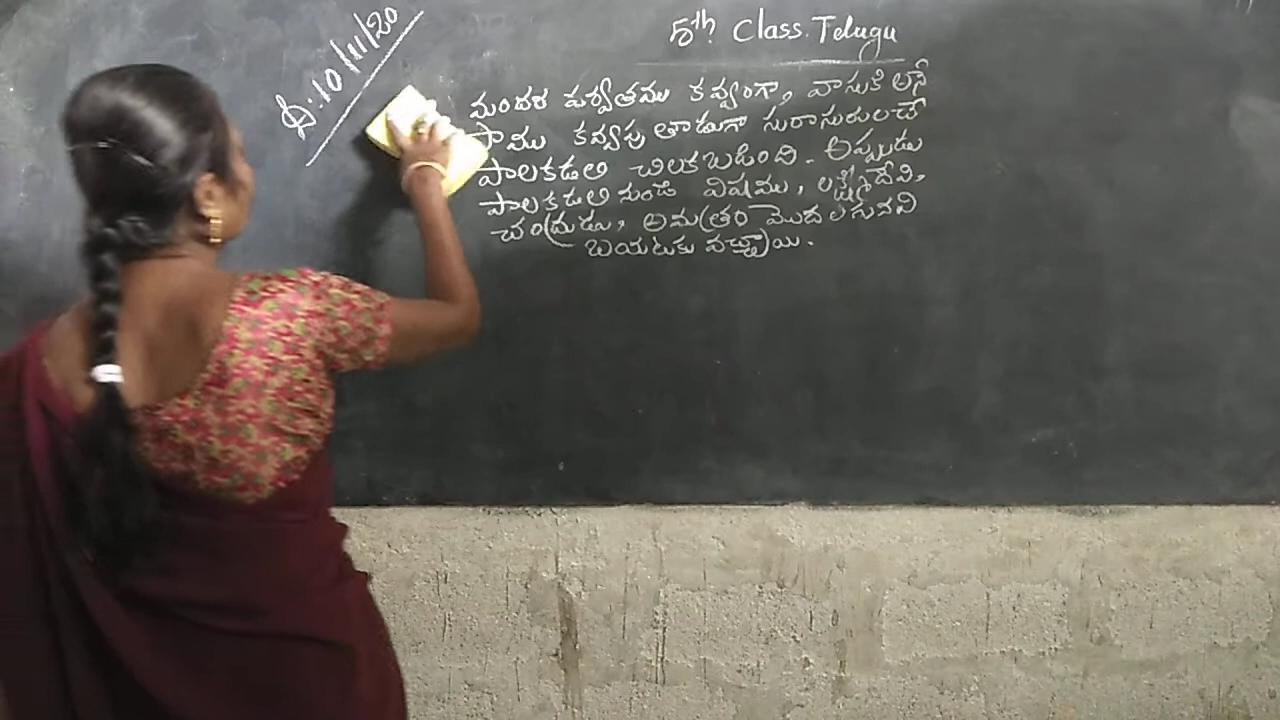 D: 10/11/20
5th Class. Telugu
మందర పర్వతము కవ్వంగా, వాసుకి అనే
పాము కవ్వపు తాడుగా సురాసురులచే
పాలకడలి చిలకబడింది. అప్పుడు
పాలకడలి నుండి విషము, లక్ష్మీదేవి,
చంద్రుడు, అమృతం మొదలగునవి
బయటకు వచ్చాయి.